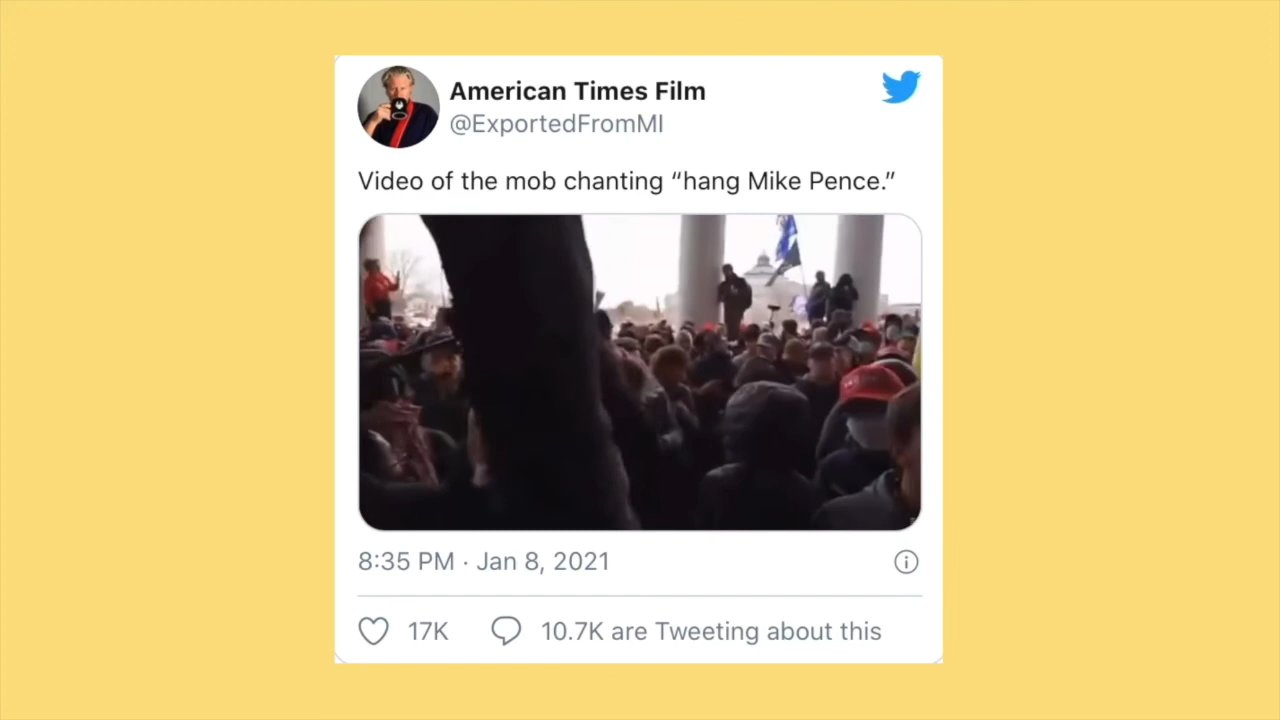 American Times Film
@ExportedFromMI
Video of the mob chanting “hang Mike Pence.”
8:35 PM · Jan 8, 2021
17K 10.7K are Tweeting about this